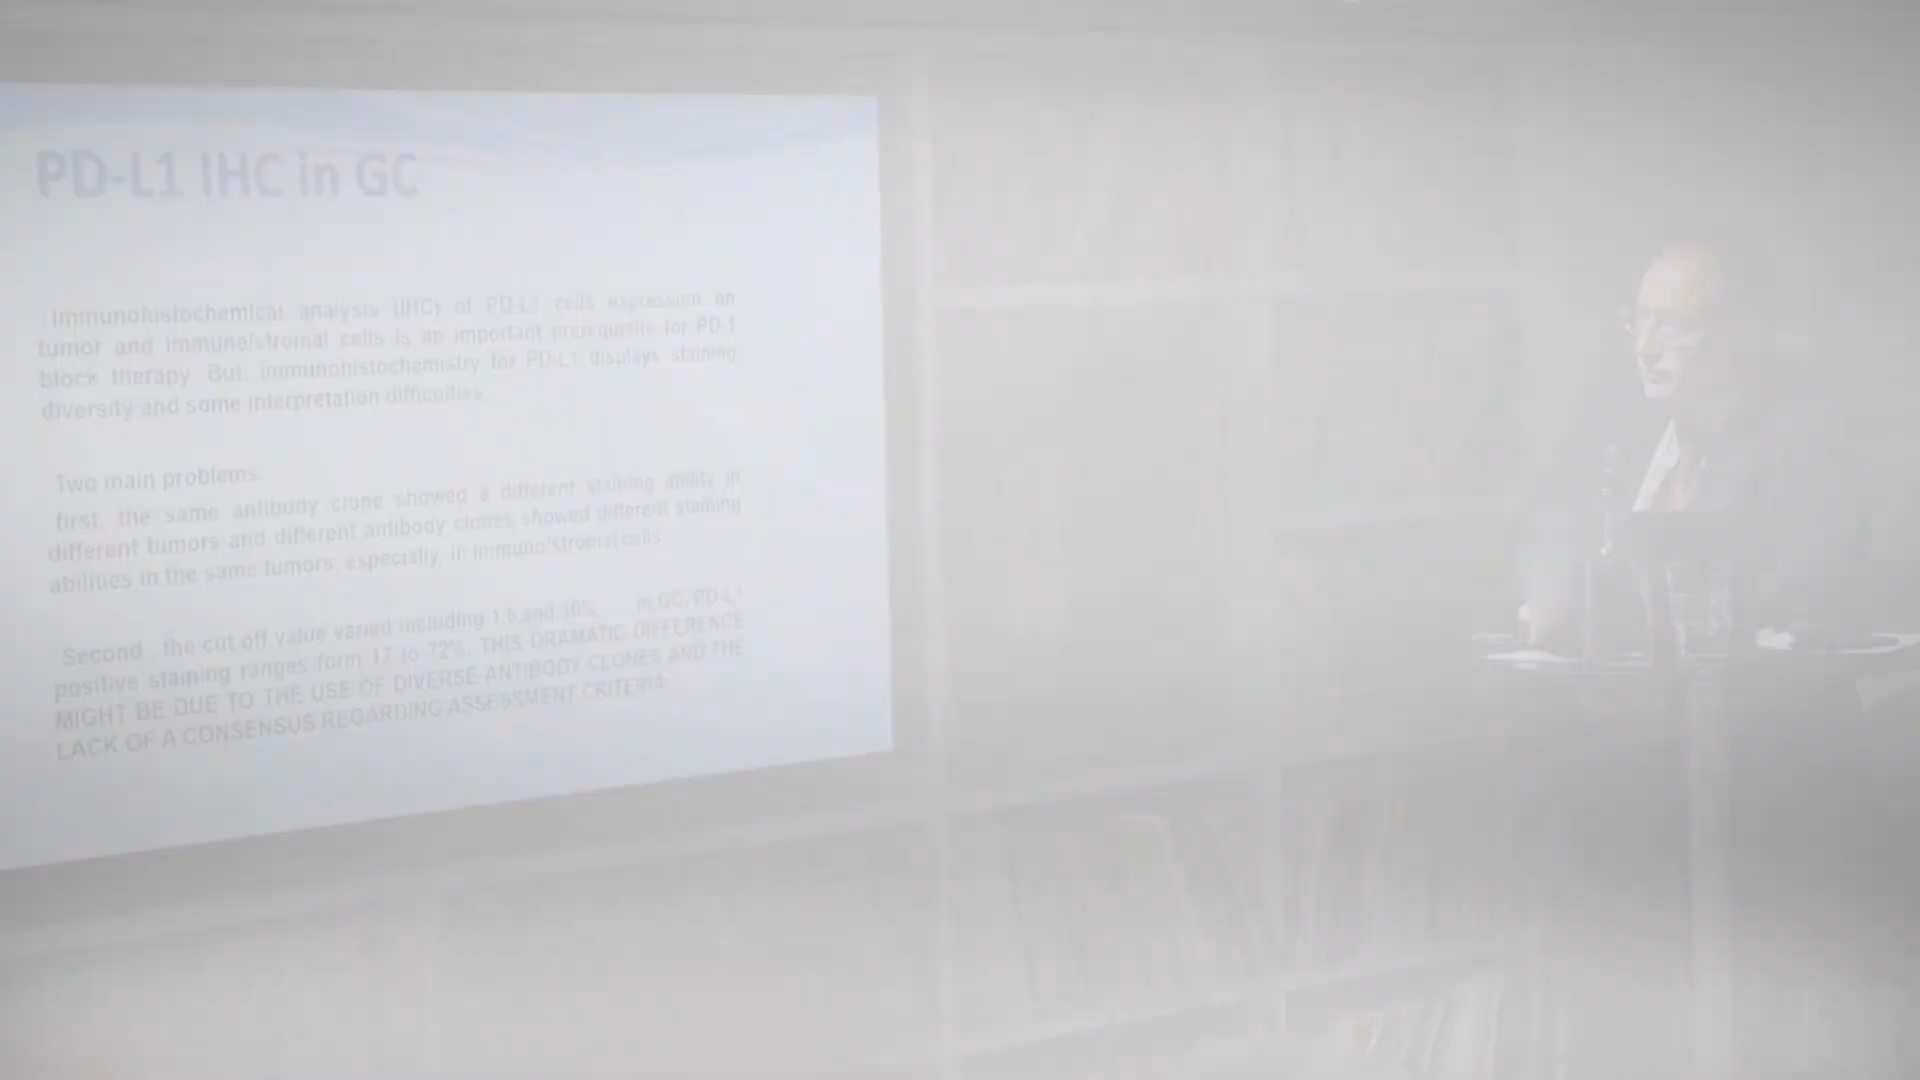 PD-L1 IHC in GC
Immunohistochemical analysis (IHC) of PD-L1 cells expression on
tumor and immune/stromal cells is an important prerequisite for PD-1
block therapy. But, immunohistochemistry for PD-L1 displays staining
diversity and some interpretation difficulties.
Two main problems:
first, the same antibody clone showed a different staining ability in
different tumors and different antibody clones showed different staining
abilities in the same tumors, especially, in immuno/stromal cells.
Second , the cut off value varied including 1,5,and 10% in GC, PD-L1
positive staining ranges form 17 to 72%. THIS DRAMATIC DIFFERENCE
MIGHT BE DUE TO THE USE OF DIVERSE ANTIBODY CLONES AND THE
LACK OF A CONSENSUS REGARDING ASSESSMENT CRITERIA